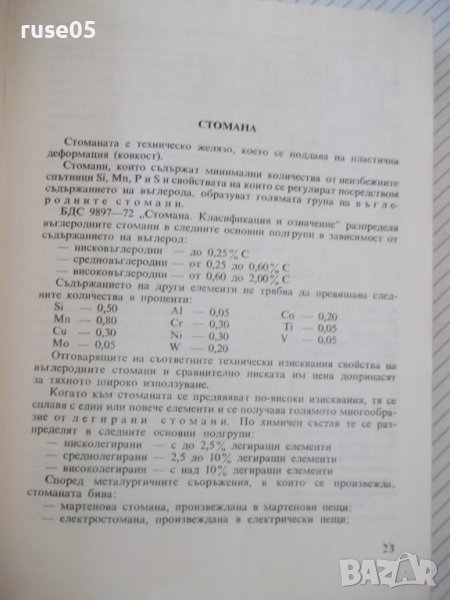 ruse05
СТОМАНА
Стоманата е техническо желязо, което се поддава на пластична
деформация (ковкост).
Стомани, които съдържат минимални количества от неизбежните
спътници Si, Mn, P и S и свойствата на които се регулират посредством
съдържанието на въглерода, образуват голямата група на въгле-
родните стомани.
БДС 9897—72 „Стомана. Класификация и означение" разпределя
въглеродните стомани в следните основни подгрупи в зависимост от
съдържанието на въглерод:
— нисковъглеродни — до 0,25% С
— средновъглеродни — от 0,25 до 0,60% С
— високовъглеродни — от 0,60 до 2,00% С
Съдържанието на други елементи не трябва да превишава след-
ните количества в проценти:
Si — 0,50 Al — 0,05 Co — 0,20
Mn — 0,80 Cr — 0,30 Ti — 0,05
Cu — 0,30 Ni — 0,30 V — 0,05
Mo — 0,05 W — 0,20
Отговарящите на съответните технически изисквания свойства на
въглеродните стомани и сравнително ниската им цена допринасят
за тяхното широко използуване.
Когато към стоманата се предявяват по-високи изисквания, тя се
сплавя с един или повече елементи и се получава голямото многообра-
зие от легирани стомани. По химичен състав те се раз-
пределят в следните основни подгрупи:
— нисколегирани — с до 2,5% легиращи елементи
— среднолегирани — 2,5 до 10% легиращи елементи
— високолегирани — с над 10% легиращи елементи
Според металургичните съоръжения, в които се произвежда,
стоманата бива:
— мартенова стомана, произвеждана в мартенови пещи;
— електростомана, произвеждана в електрически пещи;
23
BAZAR
.bg